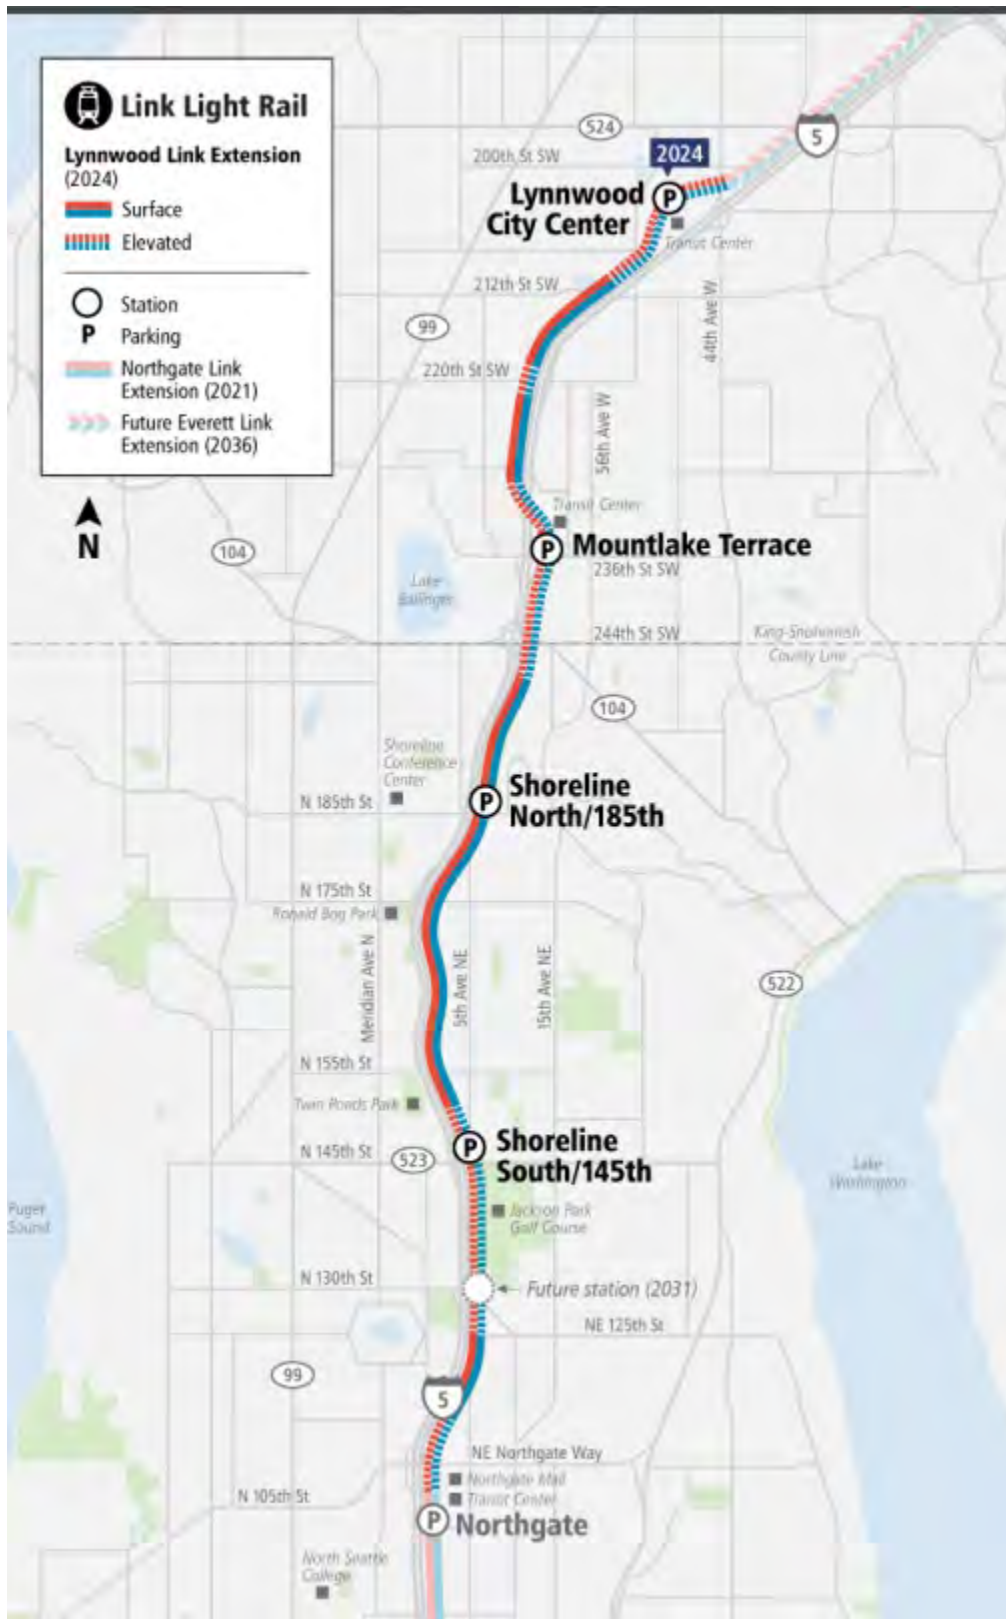 Link Light Rail
Lynnwood Link Extension
(2024)
Surface
Elevated
Station
P
Parking
Northgate Link
Extension (2021)
Future Everett Link
Extension (2036)
N
524
5
200th St SW
2024
Lynnwood
City Center
P
Transit Center
212th St SW
99
44th Ave W
220th St SW
56th Ave W
Transit Center
104
P
Mountlake Terrace
236th St SW
Lake
Ballinger
244th St SW
King-Snohomish
County Line
104
Shoreline
Conference
Center
N 185th St
P
Shoreline
North/185th
N 175th St
Ronald Bog Park
Meridian Ave N
5th Ave NE
15th Ave NE
522
N 155th St
Twin Ponds Park
N 145th St
523
P
Shoreline
South/145th
Lake
Washington
Puget
Sound
Jackson Park
Golf Course
N 130th St
Future station (2031)
NE 125th St
99
5
NE Northgate Way
Northgate Mall
N 105th St
Transit Center
P
Northgate
North Seattle
College